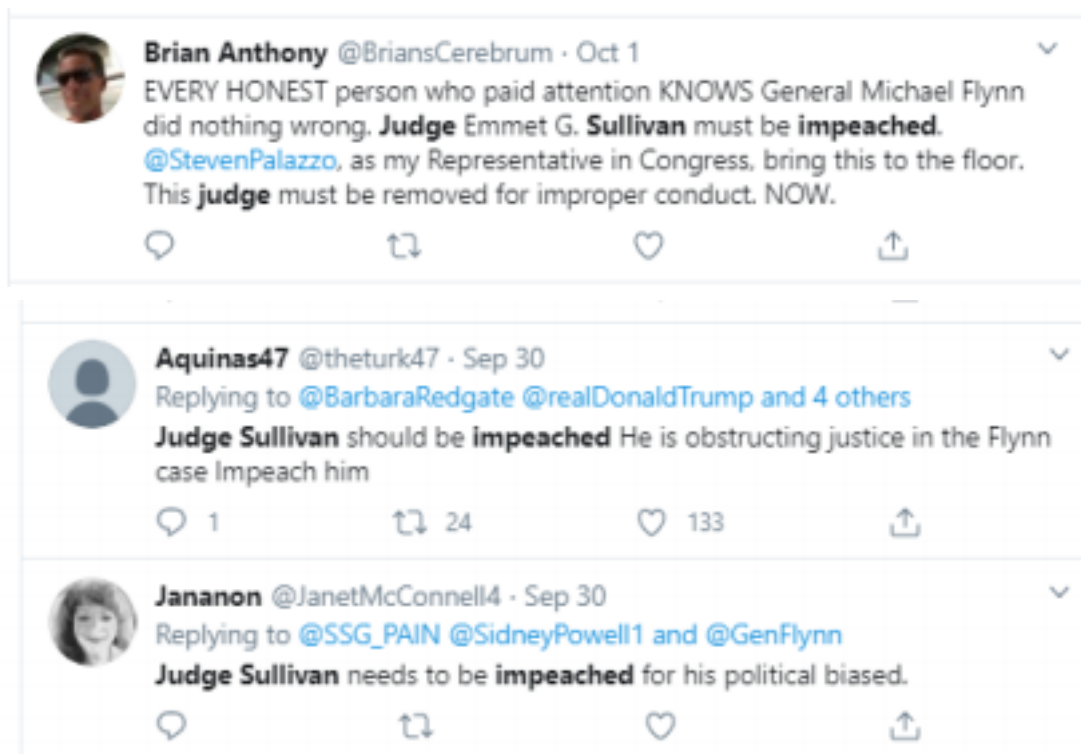 Brian Anthony @BriansCerebrum · Oct 1
EVERY HONEST person who paid attention KNOWS General Michael Flynn
did nothing wrong. Judge Emmet G. Sullivan must be impeached.
@StevenPalazzo, as my Representative in Congress, bring this to the floor.
This judge must be removed for improper conduct. NOW.
Aquinas47 @theturk47 · Sep 30
Replying to @BarbaraRedgate @realDonaldTrump and 4 others
Judge Sullivan should be impeached He is obstructing justice in the Flynn
case Impeach him
1 24 133
Jananon @JanetMcConnell4 · Sep 30
Replying to @SSG_PAIN @SidneyPowell1 and @GenFlynn
Judge Sullivan needs to be impeached for his political biased.